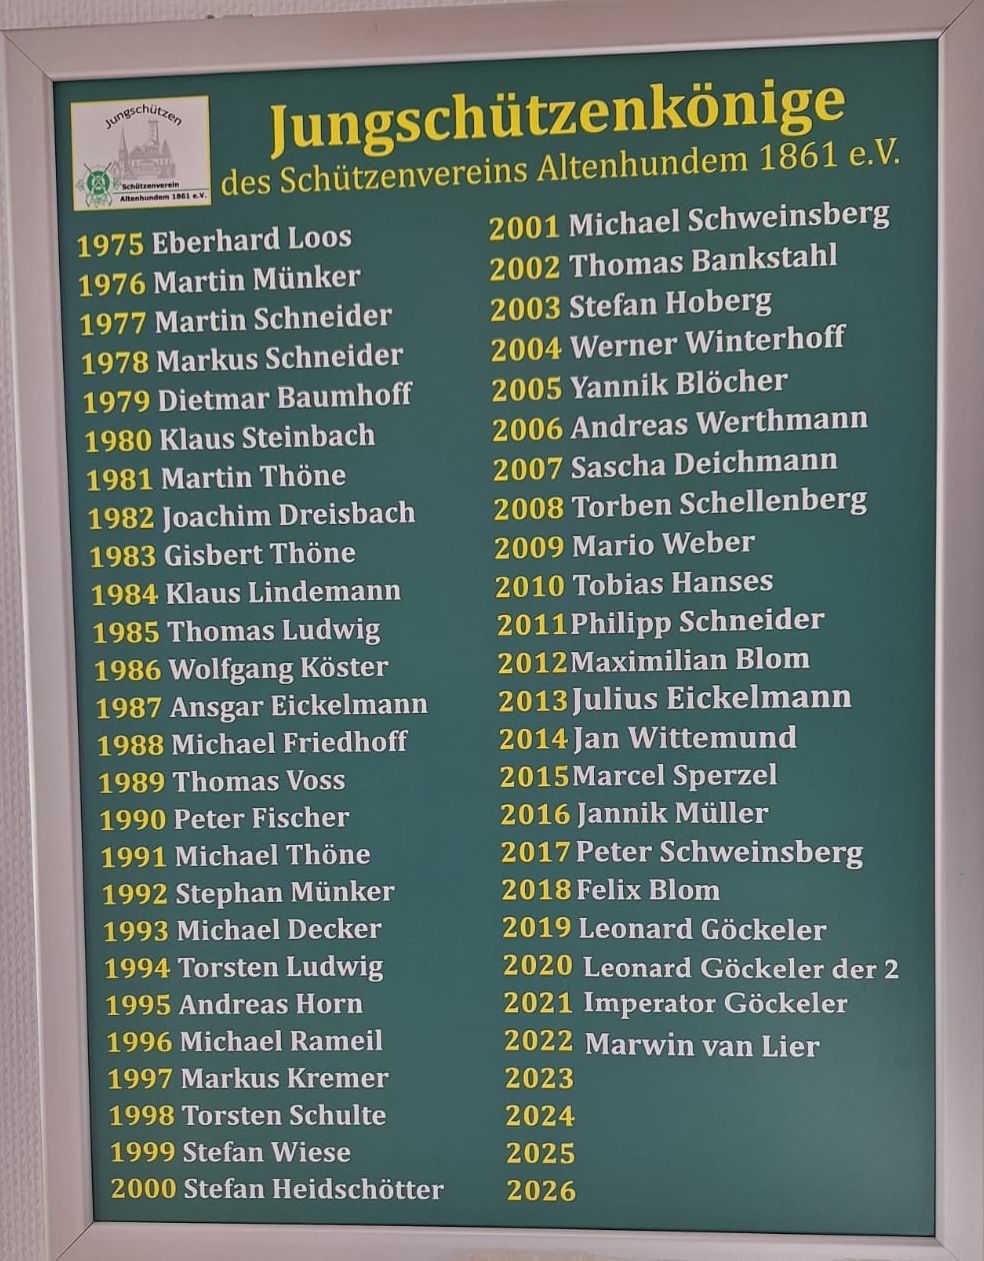 Jungschützen
Schützenverein
Altenhundem 1861 e.V.
Jungschützenkönige
des Schützenvereins Altenhundem 1861 e.V.
1975 Eberhard Loos
1976 Martin Münker
1977 Martin Schneider
1978 Markus Schneider
1979 Dietmar Baumhoff
1980 Klaus Steinbach
1981 Martin Thöne
1982 Joachim Dreisbach
1983 Gisbert Thöne
1984 Klaus Lindemann
1985 Thomas Ludwig
1986 Wolfgang Köster
1987 Ansgar Eickelmann
1988 Michael Friedhoff
1989 Thomas Voss
1990 Peter Fischer
1991 Michael Thöne
1992 Stephan Münker
1993 Michael Decker
1994 Torsten Ludwig
1995 Andreas Horn
1996 Michael Rameil
1997 Markus Kremer
1998 Torsten Schulte
1999 Stefan Wiese
2000 Stefan Heidschötter
2001 Michael Schweinsberg
2002 Thomas Bankstahl
2003 Stefan Hoberg
2004 Werner Winterhoff
2005 Yannik Blöcher
2006 Andreas Werthmann
2007 Sascha Deichmann
2008 Torben Schellenberg
2009 Mario Weber
2010 Tobias Hanses
2011 Philipp Schneider
2012 Maximilian Blom
2013 Julius Eickelmann
2014 Jan Wittemund
2015 Marcel Sperzel
2016 Jannik Müller
2017 Peter Schweinsberg
2018 Felix Blom
2019 Leonard Göckeler
2020 Leonard Göckeler der 2
2021 Imperator Göckeler
2022 Marwin van Lier
2023
2024
2025
2026